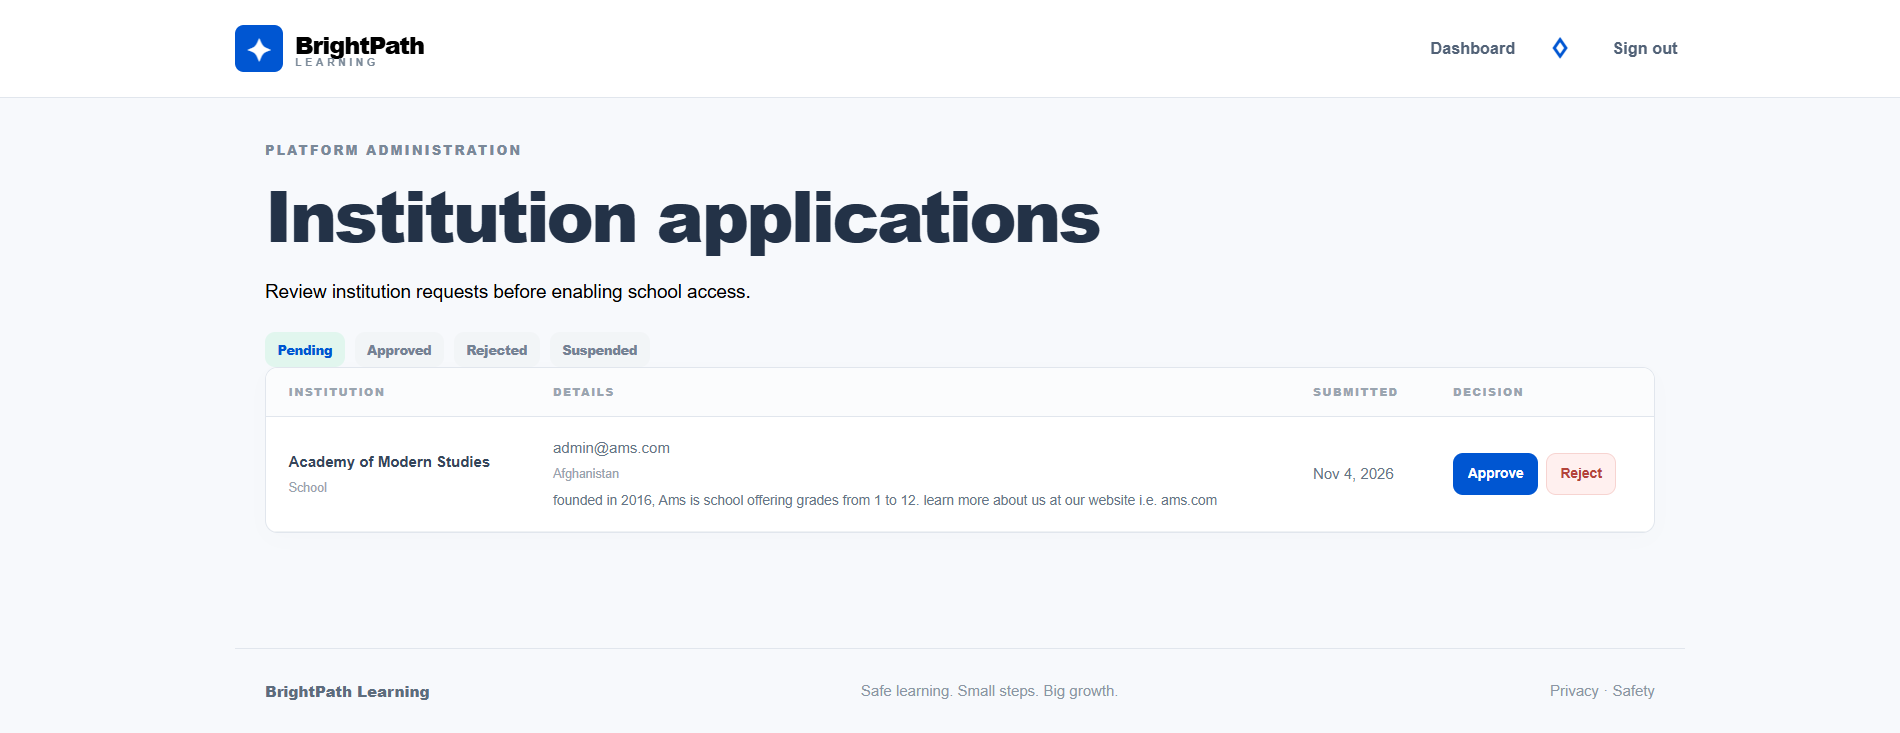 BrightPath
LEARNING
Dashboard
Sign out
PLATFORM ADMINISTRATION
Institution applications
Review institution requests before enabling school access.
Pending
Approved
Rejected
Suspended
INSTITUTION
DETAILS
SUBMITTED
DECISION
Academy of Modern Studies
School
admin@ams.com
Afghanistan
founded in 2016, Ams is school offering grades from 1 to 12. learn more about us at our website i.e. ams.com
Nov 4, 2026
Approve
Reject
BrightPath Learning
Safe learning. Small steps. Big growth.
Privacy · Safety